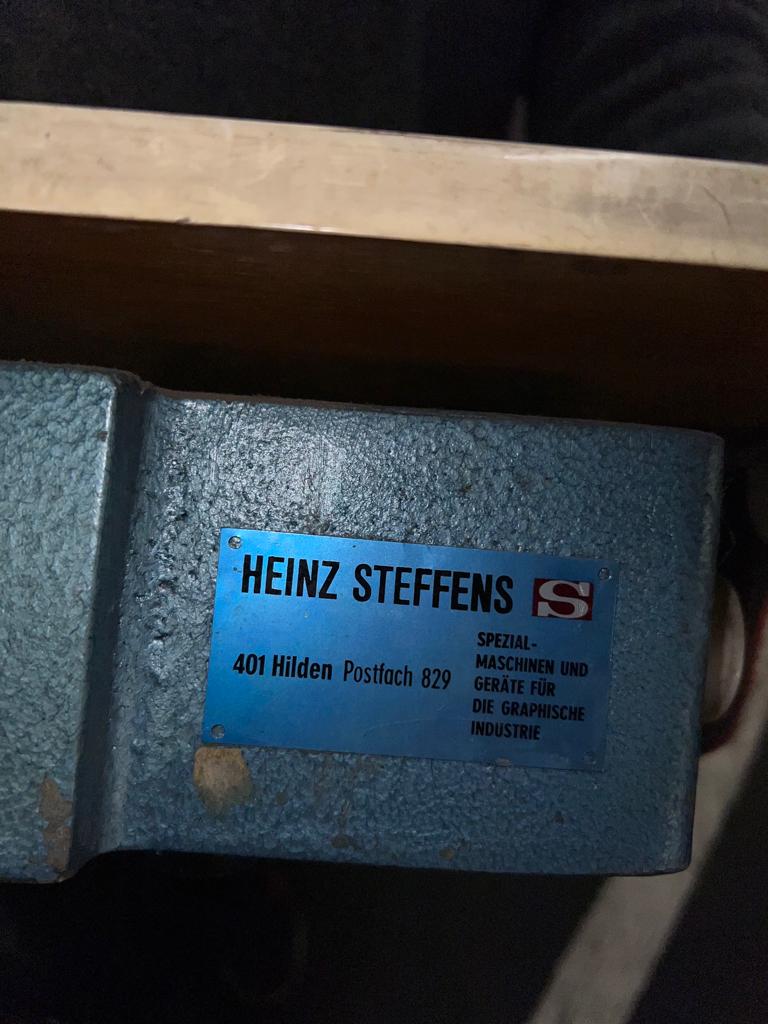 HEINZ STEFFENS S
401 Hilden Postfach 829
SPEZIAL-
MASCHINEN UND
GERÄTE FÜR
DIE GRAPHISCHE
INDUSTRIE